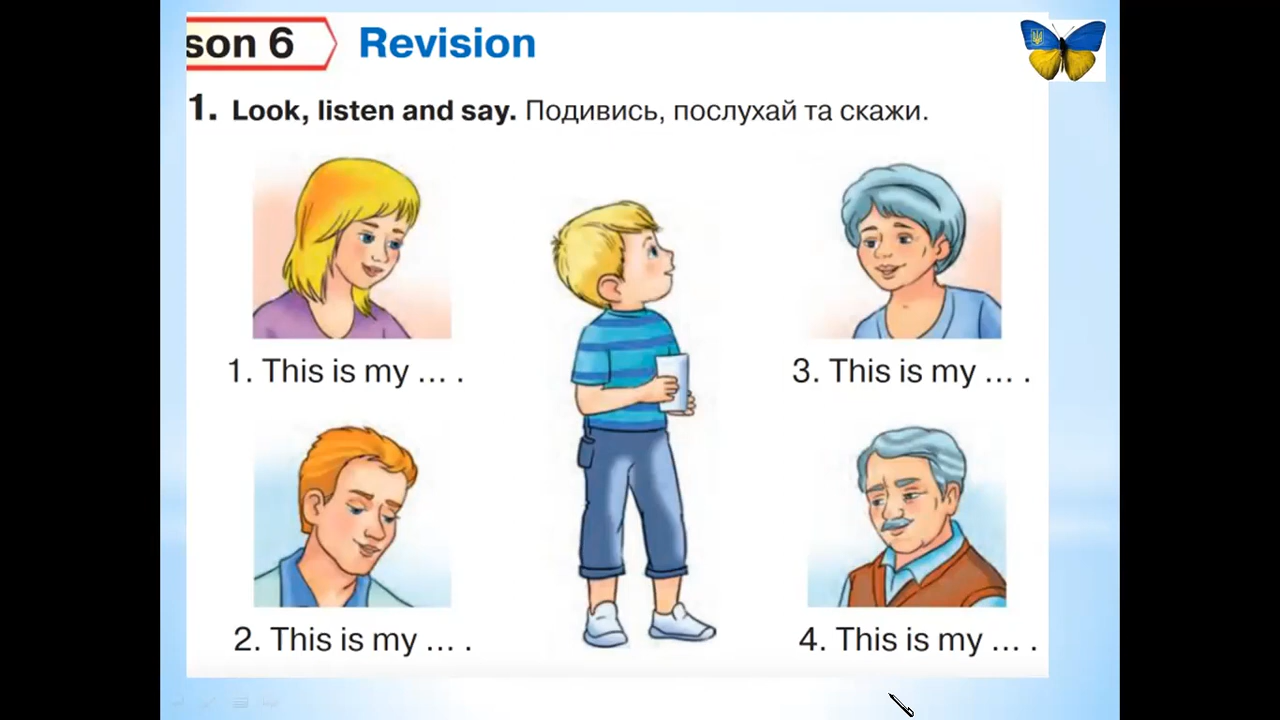 son 6 Revision
1. Look, listen and say. Подивись, послухай та скажи.
1. This is my ... .
3. This is my ... .
2. This is my ... .
4. This is my ... .